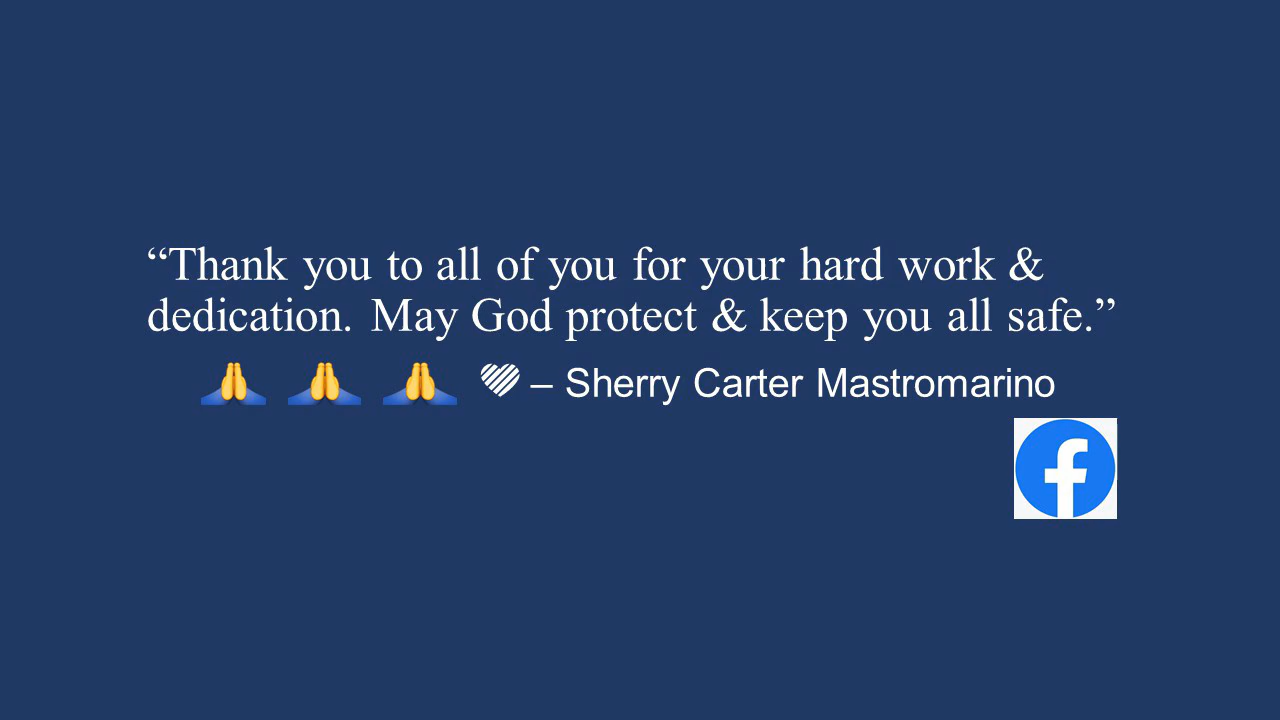 “Thank you to all of you for your hard work &
dedication. May God protect & keep you all safe.”
🙏 🙏 🙏 🤍 – Sherry Carter Mastromarino